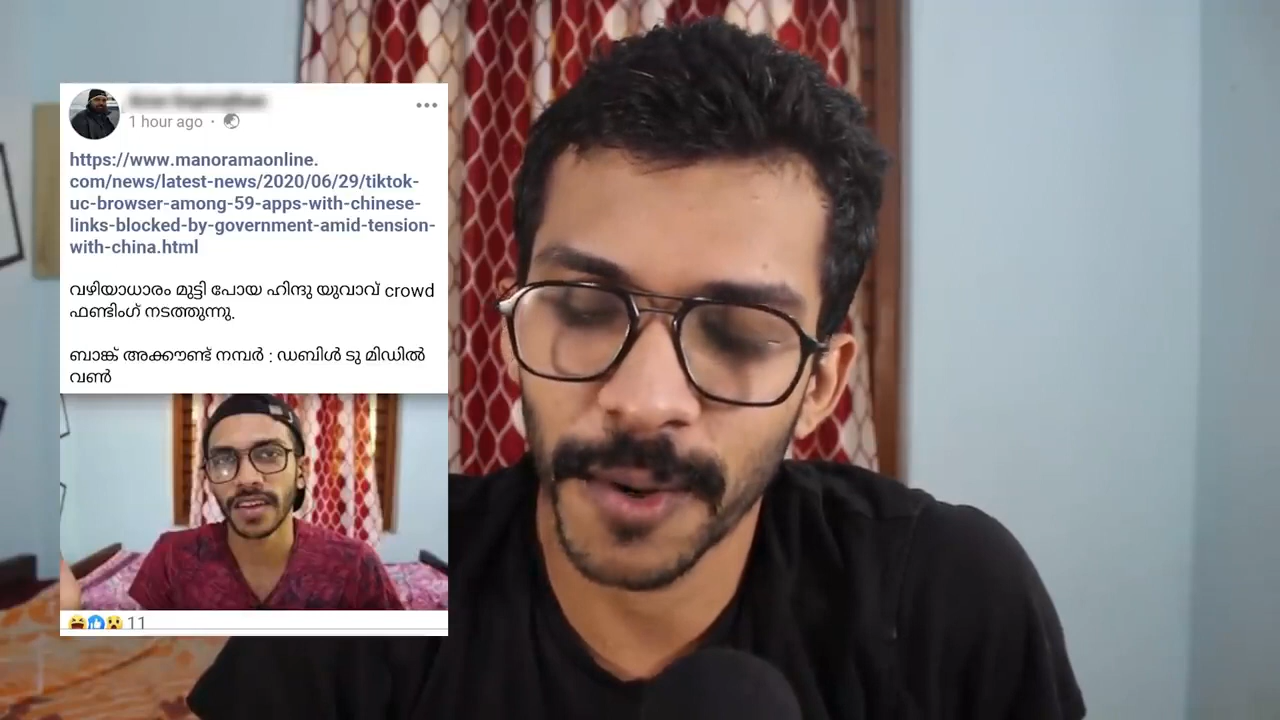 1 hour ago ·
https://www.manoramaonline.
com/news/latest-news/2020/06/29/tiktok-
uc-browser-among-59-apps-with-chinese-
links-blocked-by-government-amid-tension-
with-china.html
വഴിയാധാരം മുട്ടി പോയ ഹിന്ദു യുവാവ് crowd
ഫണ്ടിംഗ് നടത്തുന്നു.
ബാങ്ക് അക്കൗണ്ട് നമ്പർ : ഡബിൾ ടു മിഡിൽ
വൺ
11